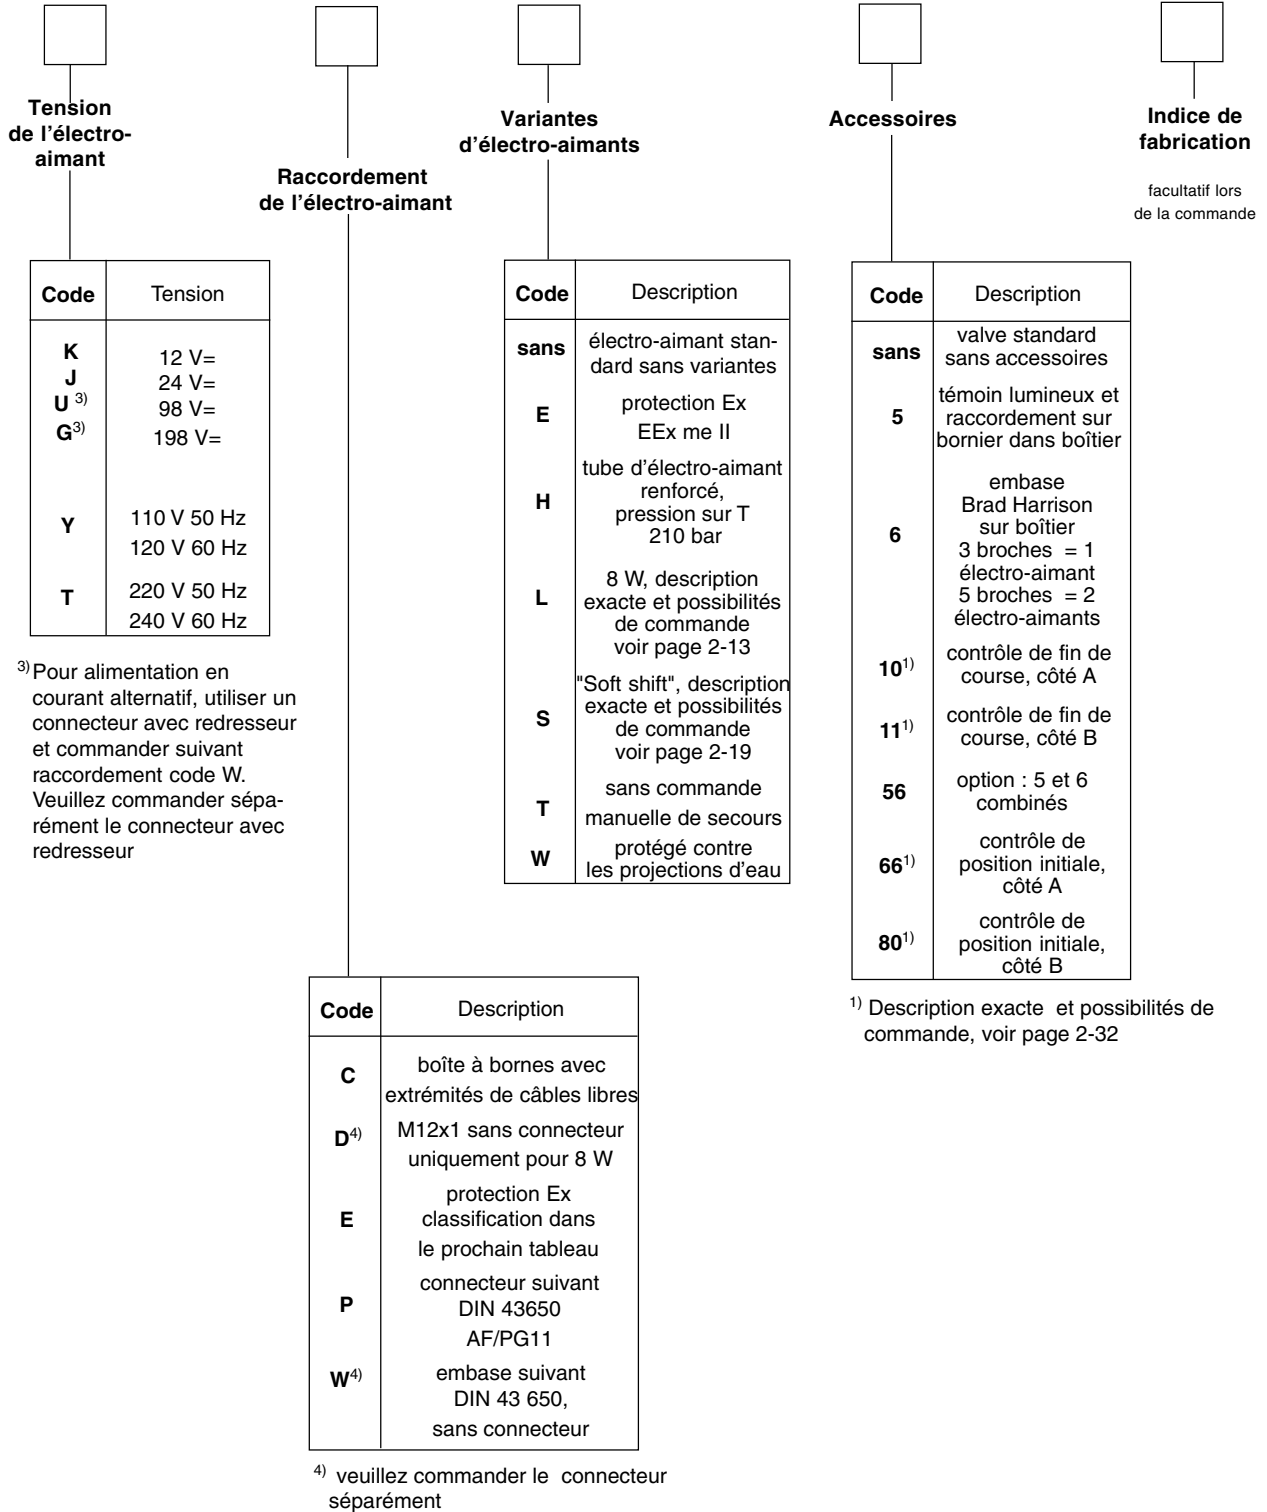 Tension
de l'électro-
aimant
Raccordement
de l'électro-aimant
Variantes
d'électro-aimants
Accessoires
Indice de
fabrication
facultatif lors
de la commande
Code Tension
K 12 V=
J 24 V=
U 3) 98 V=
G3) 198 V=
Y 110 V 50 Hz
120 V 60 Hz
T 220 V 50 Hz
240 V 60 Hz
3) Pour alimentation en
courant alternatif, utiliser un
connecteur avec redresseur
et commander suivant
raccordement code W.
Veuillez commander sépa-
rément le connecteur avec
redresseur
Code Description
sans électro-aimant stan-
dard sans variantes
E protection Ex
EEx me II
H tube d'électro-aimant
renforcé,
pression sur T
210 bar
L 8 W, description
exacte et possibilités
de commande
voir page 2-13
S "Soft shift", description
exacte et possibilités
de commande
voir page 2-19
T sans commande
manuelle de secours
W protégé contre
les projections d'eau
Code Description
sans valve standard
sans accessoires
5 témoin lumineux et
raccordement sur
bornier dans boîtier
6 embase
Brad Harrison
sur boîtier
3 broches = 1
électro-aimant
5 broches = 2
électro-aimants
10 1) contrôle de fin de
course, côté A
11 1) contrôle de fin de
course, côté B
56 option : 5 et 6
combinés
66 1) contrôle de
position initiale,
côté A
80 1) contrôle de
position initiale,
côté B
1) Description exacte et possibilités de
commande, voir page 2-32
Code Description
C boîte à bornes avec
extrémités de câbles libres
D4) M12x1 sans connecteur
uniquement pour 8 W
E protection Ex
classification dans
le prochain tableau
P connecteur suivant
DIN 43650
AF/PG11
W4) embase suivant
DIN 43 650,
sans connecteur
4) veuillez commander le connecteur
séparément